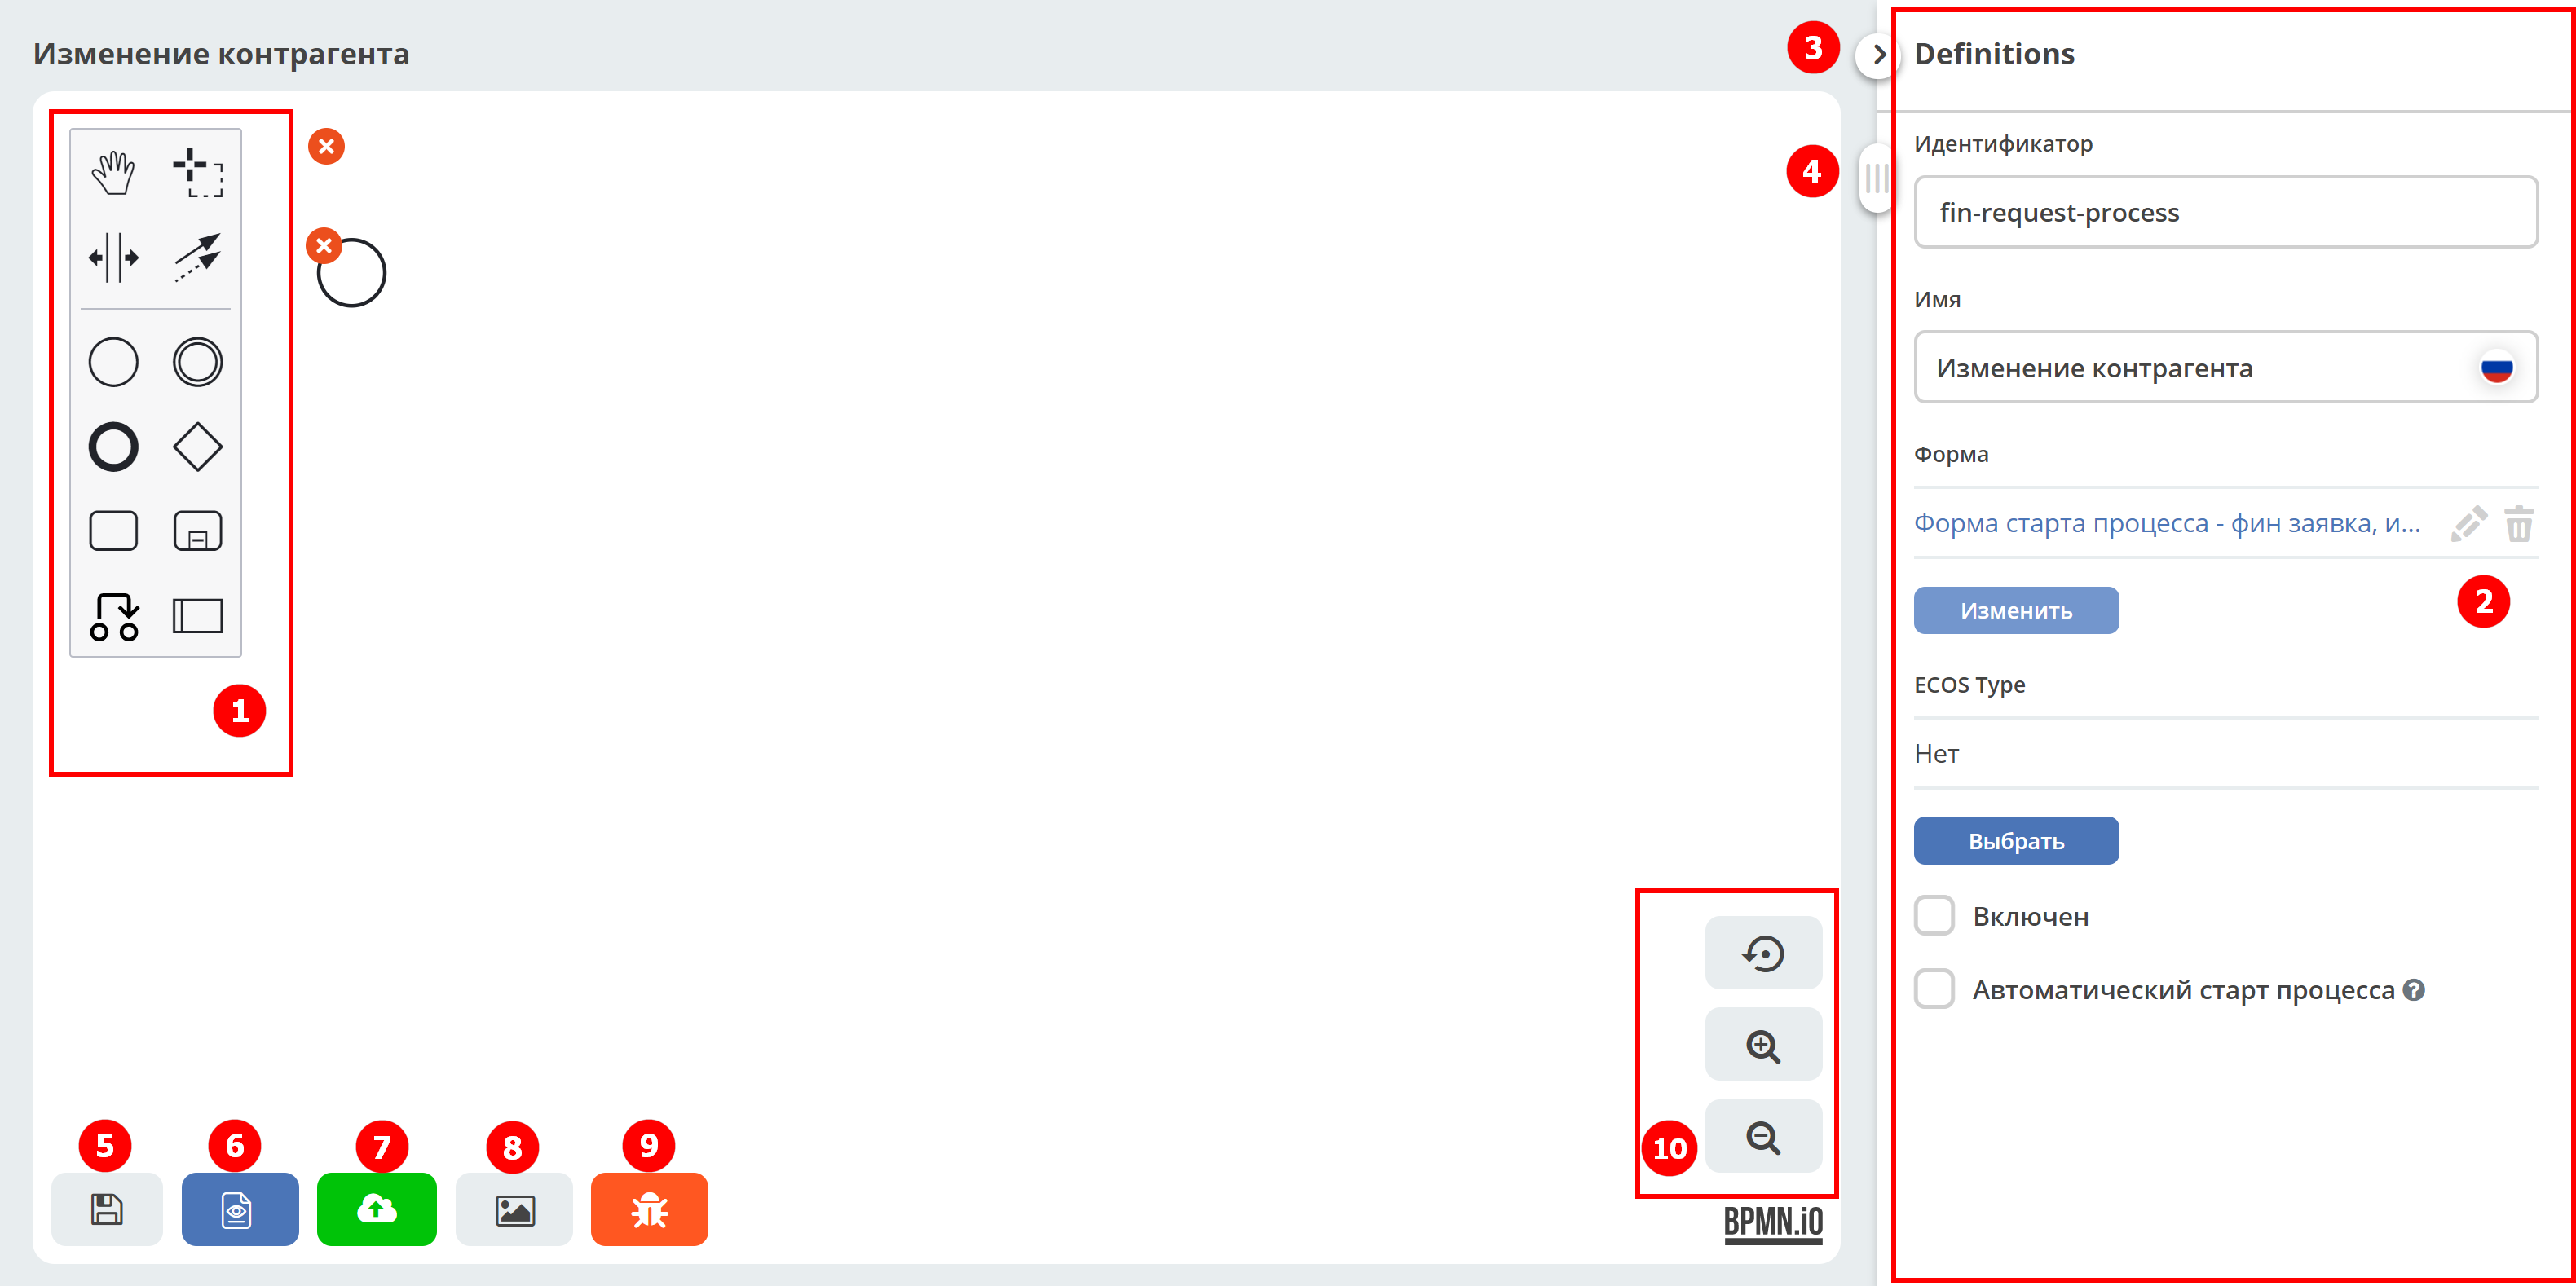 Изменение контрагента
3
4
1
5
6
7
8
9
10
BPMN.iO
Definitions
Идентификатор
fin-request-process
Имя
Изменение контрагента
Форма
Форма старта процесса - фин заявка, и...
Изменить
2
ECOS Type
Нет
Выбрать
Включен
Автоматический старт процесса ?